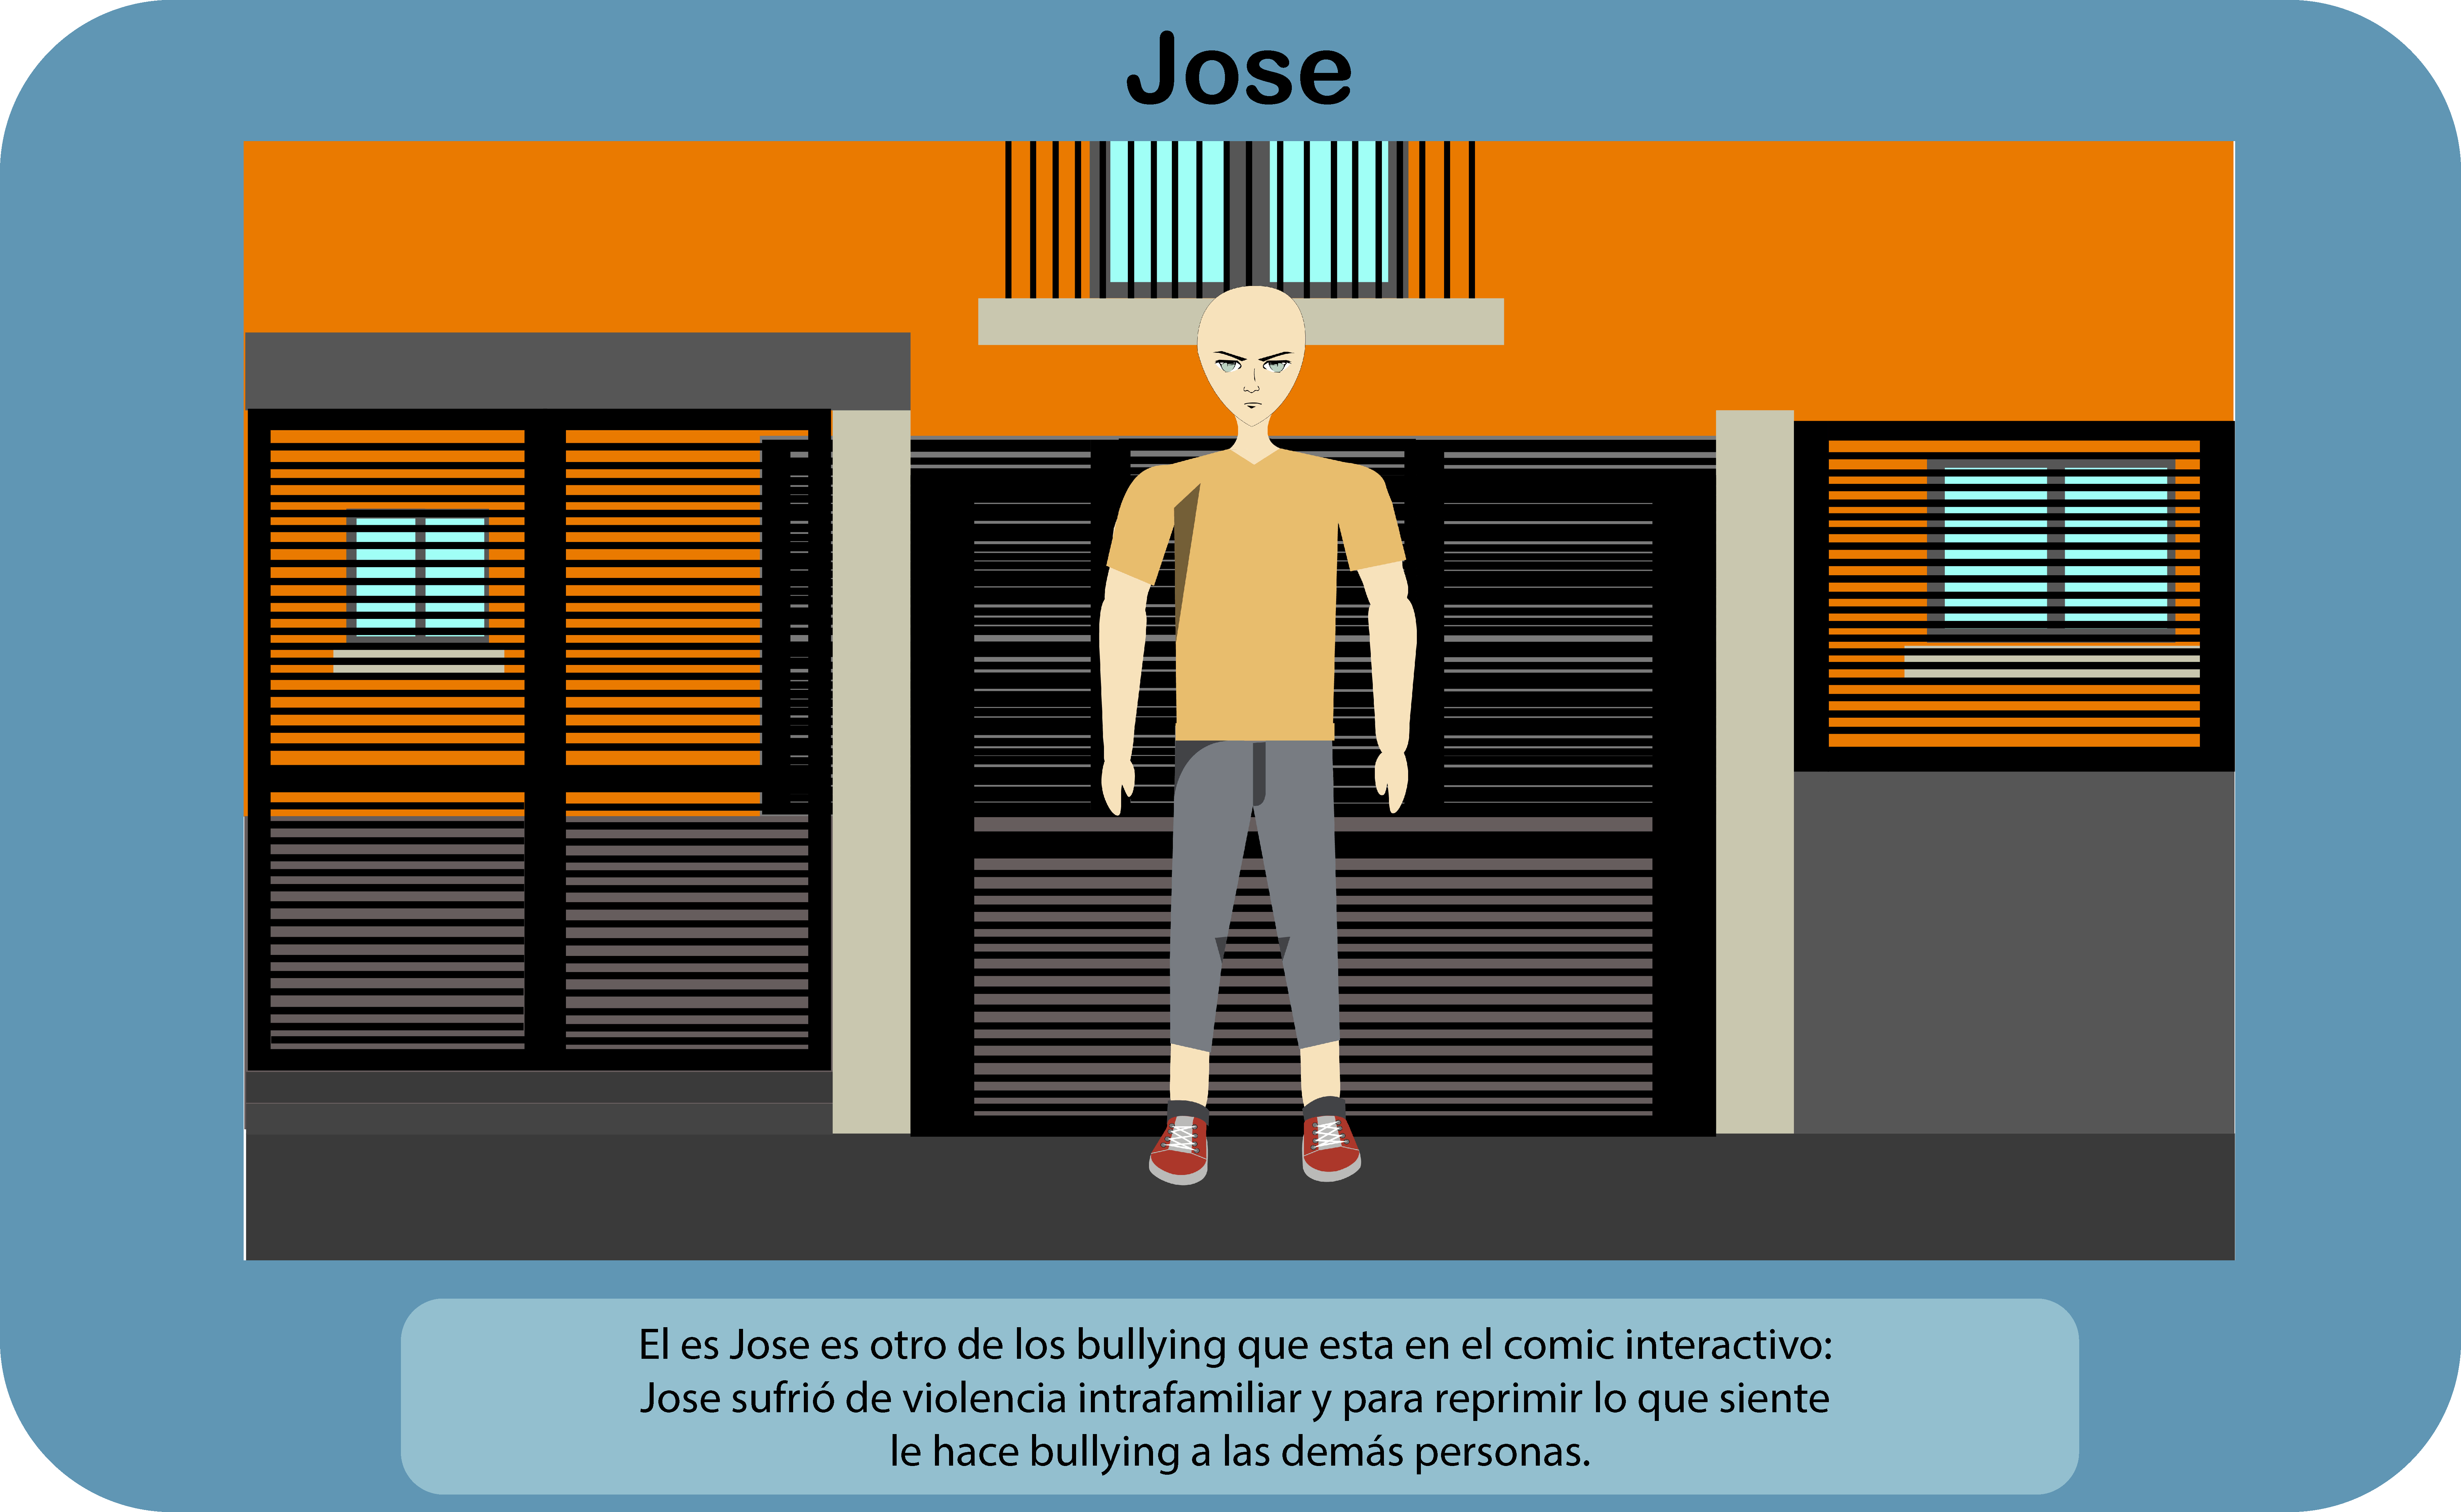 Jose
El es Jose es otro de los bullying que esta en el comic interactivo:
Jose sufrió de violencia intrafamiliar y para reprimir lo que siente
le hace bullying a las demás personas.